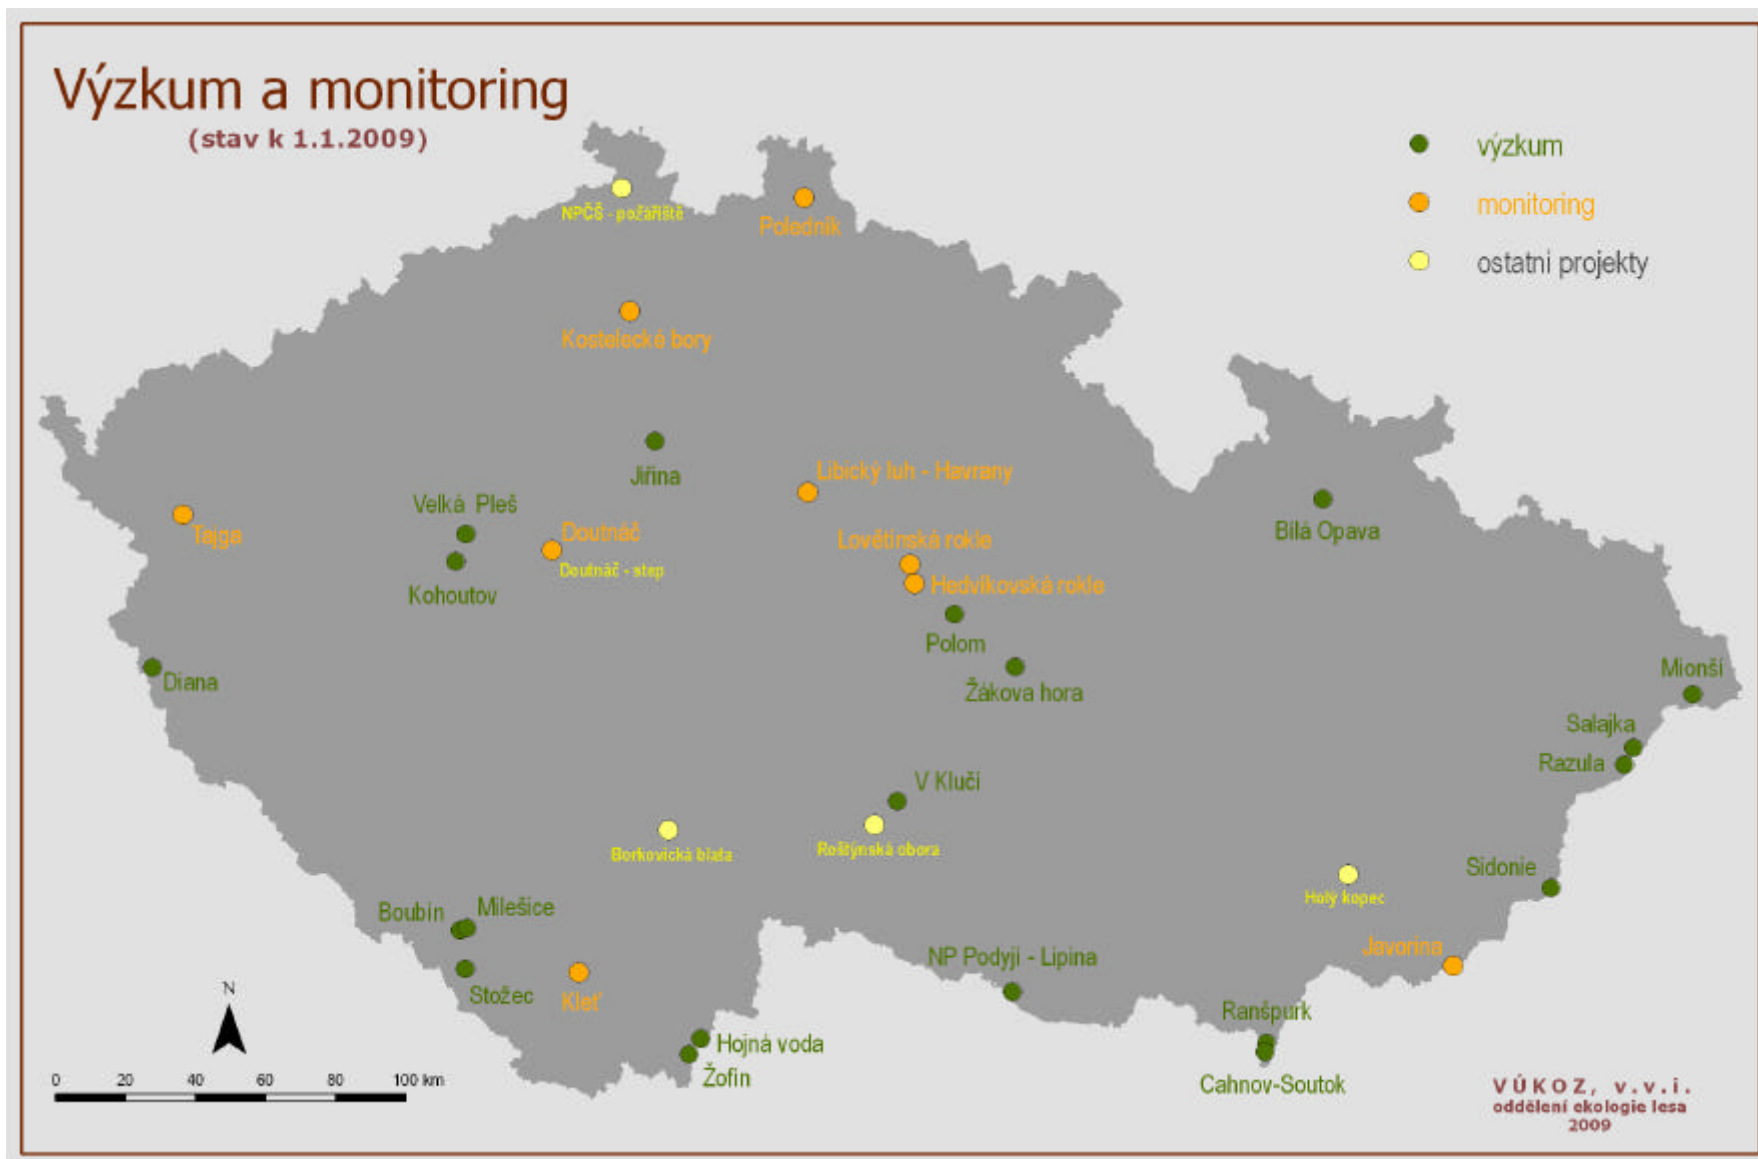 Výzkum a monitoring
(stav k 1.1.2009)
výzkum
monitoring
ostatní projekty
NPČŠ - požářiště
Poledník
Kostelecké bory
Jiřina
Libický luh - Havrany
Velká Pleš
Tajga
Doutnáč
Doutnáč - step
Lovětínská rokle
Bílá Opava
Kohoutov
Hedvíkovská rokle
Polom
Diana
Žákova hora
Mionší
Salajka
Razula
V Klučí
Borkovická blata
Roštýnská obora
Sidonie
Holý kopec
Boubín
Milešice
Javorina
NP Podyjí - Lipina
Stožec
Kleť
N
Ranšpurk
Hojná voda
Žofín
Cahnov-Soutok
0 20 40 60 80 100 km
VÚKOZ, v.v.i.
oddělení ekologie lesa
2009